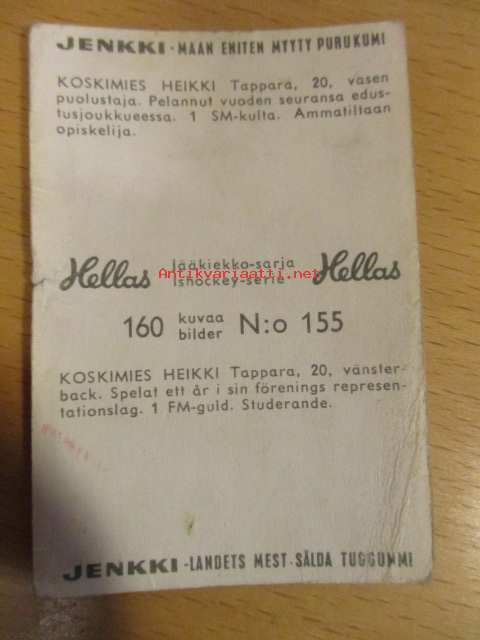 JENKKI - MAAN ENITEN MYYTY PURUKUMI
KOSKIMIES HEIKKI Tappara, 20, vasen
puolustaja. Pelannut vuoden seuransa edus-
tusjoukkueessa. 1 SM-kulta. Ammatiltaan
opiskelija.
Hellas jääkiekko-sarja Hellas
Antikvariaatti.net
Ishockey-serie
160 kuvaa N:o 155
bilder
KOSKIMIES HEIKKI Tappara, 20, vänster-
back. Spelat ett år i sin förenings represen-
tationslag. 1 FM-guld. Studerande.
JENKKI - LANDETS MEST SÅLDA TUGGUMMI